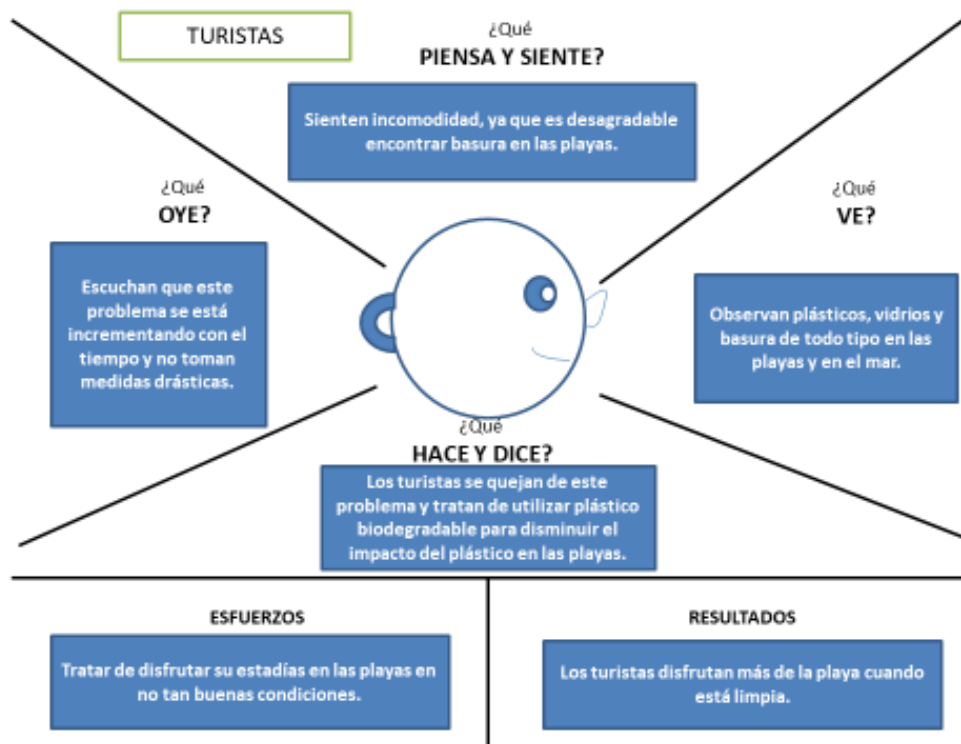 TURISTAS
¿Qué
PIENSA Y SIENTE?
Sienten incomodidad, ya que es desagradable
encontrar basura en las playas.
¿Qué
OYE?
Escuchan que este
problema se está
incrementando con el
tiempo y no toman
medidas drásticas.
¿Qué
VE?
Observan plásticos, vidrios y
basura de todo tipo en las
playas y en el mar.
¿Qué
HACE Y DICE?
Los turistas se quejan de este
problema y tratan de utilizar plástico
biodegradable para disminuir el
impacto del plástico en las playas.
ESFUERZOS
Tratar de disfrutar su estadías en las playas en
no tan buenas condiciones.
RESULTADOS
Los turistas disfrutan más de la playa cuando
está limpia.